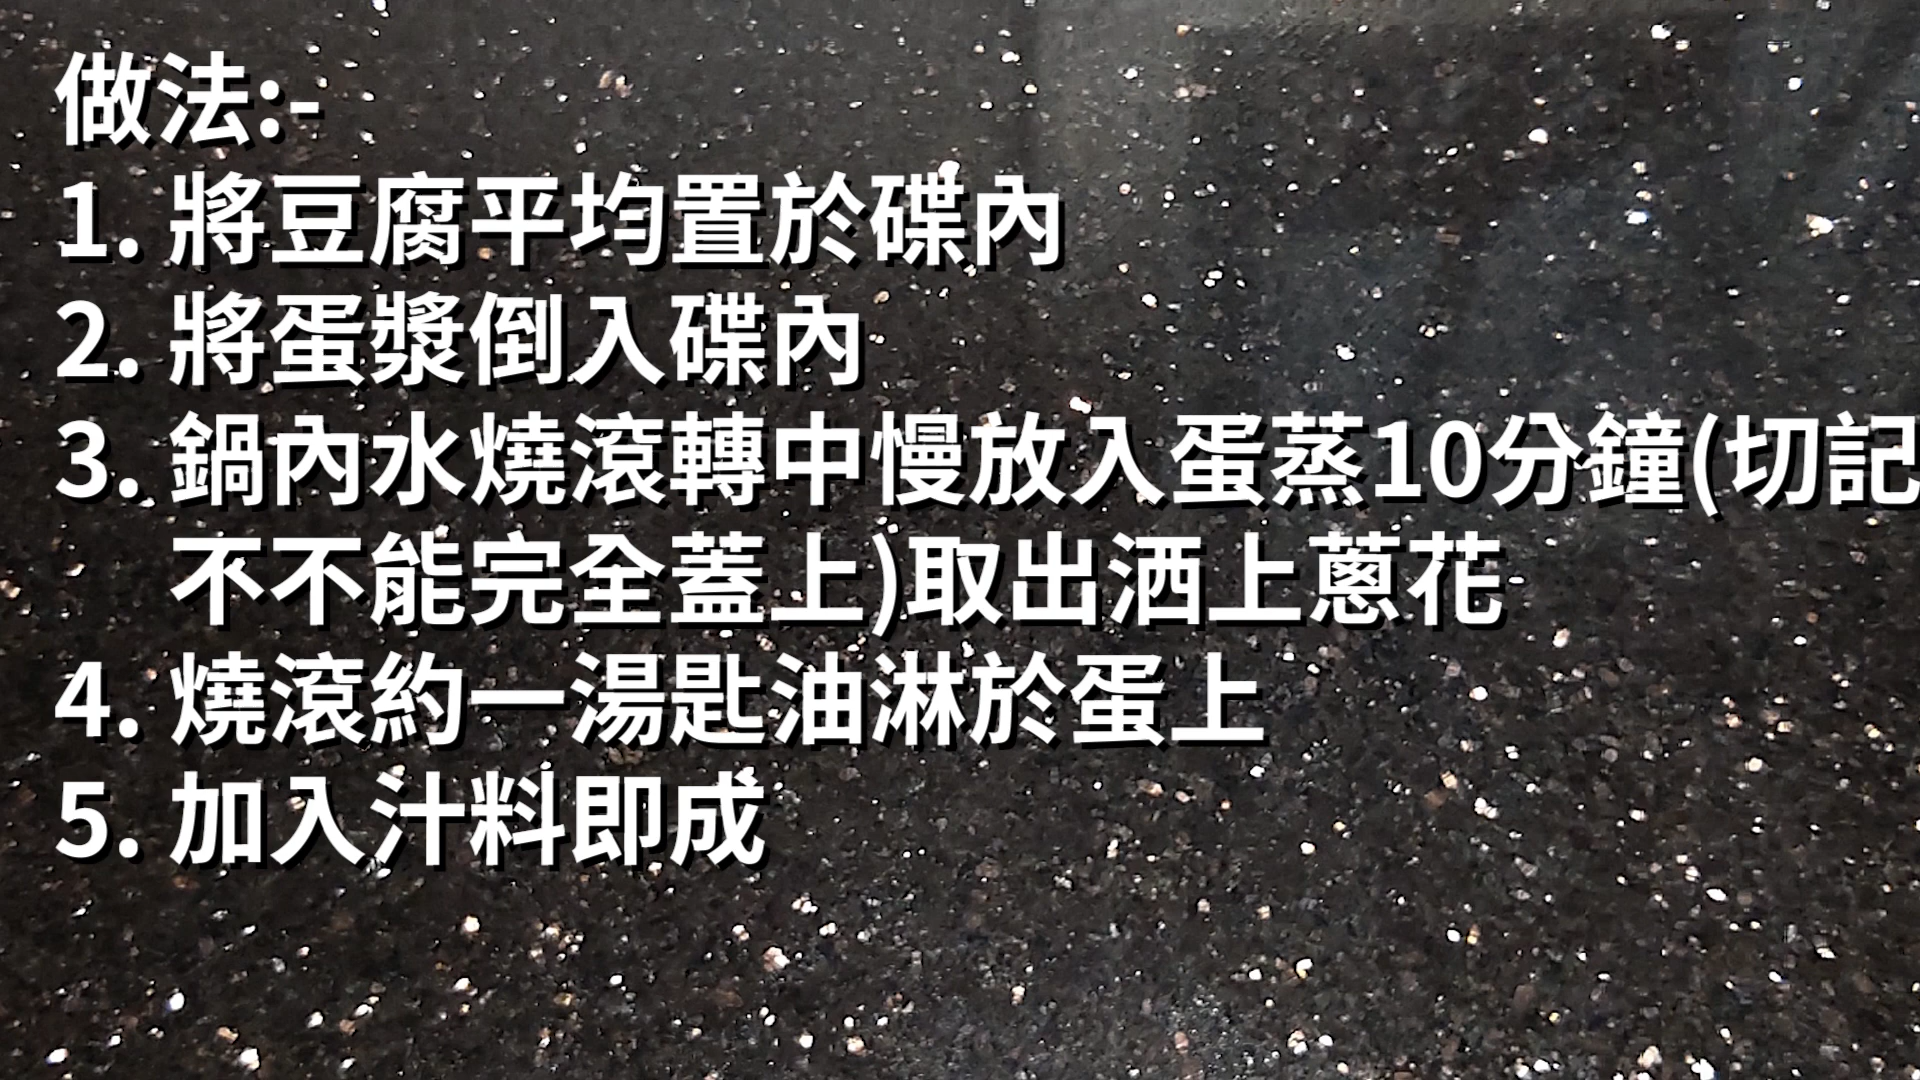 做法:-
1. 將豆腐平均置於碟內
2. 將蛋漿倒入碟內
3. 鍋內水燒滾轉中慢放入蛋蒸10分鐘(切記
不不能完全蓋上)取出洒上蔥花
4. 燒滾約一湯匙油淋於蛋上
5. 加入汁料即成